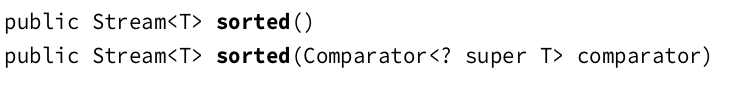 public Stream<T> sorted()
public Stream<T> sorted(Comparator<? super T> comparator)